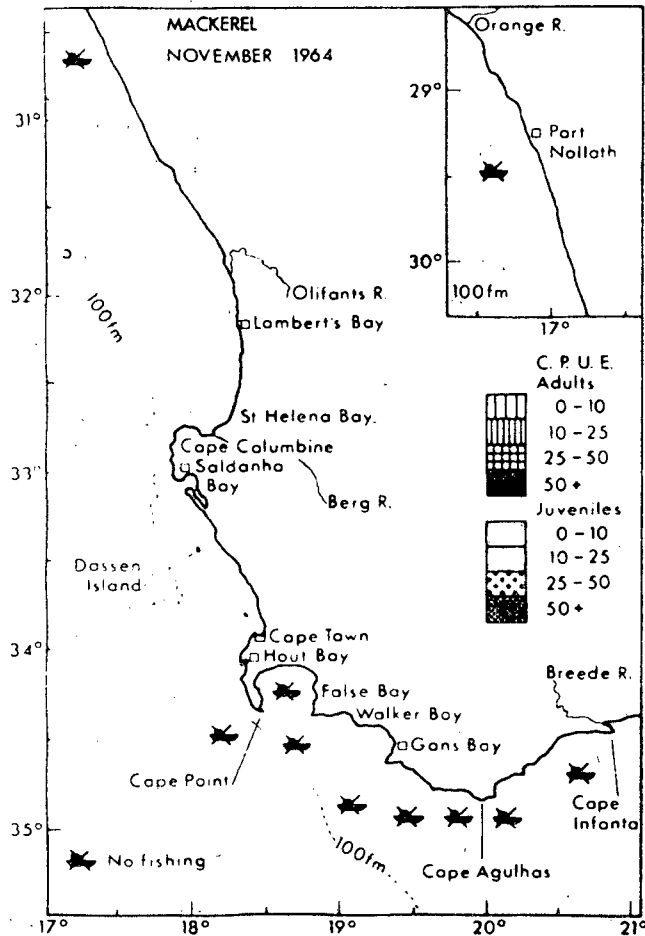 MACKEREL
NOVEMBER 1964
31°
32°
33°
34°
35°
17°
18°
19°
20°
21°
100fm
Olifants R.
Lambert's Bay
St Helena Bay.
Cape Columbine
Saldanha
Bay
Berg R.
Dassen
Island
Cape Town
Hout Bay
False Bay
Walker Bay
Gans Bay
Breede R.
Cape Point
Cape
Infanta
Cape Agulhas
100fm
No fishing
Orange R.
29°
Port
Nolloth
30°
100fm
17°
C. P. U. E.
Adults
0-10
10-25
25-50
50+
Juveniles
0-10
10-25
25-50
50+